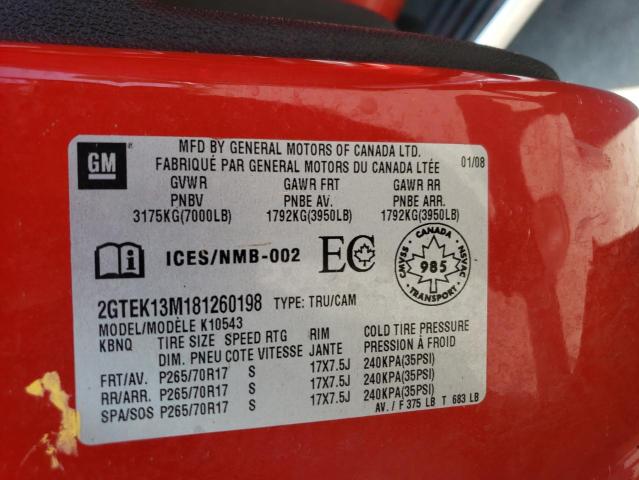 GM
MFD BY GENERAL MOTORS OF CANADA LTD.
FABRIQUÉ PAR GENERAL MOTORS DU CANADA LTÉE
01/08
GVWR GAWR FRT GAWR RR
PNBV PNBE AV. PNBE ARR.
3175KG(7000LB) 1792KG(3950LB) 1792KG(3950LB)
ICES/NMB-002
EC
CANADA
CMVSS NSVAC
985
TRANSPORT
2GTEK13M181260198 TYPE: TRU/CAM
MODEL/MODÈLE K10543
KBNQ TIRE SIZE SPEED RTG RIM COLD TIRE PRESSURE
DIM. PNEU COTE VITESSE JANTE PRESSION À FROID
FRT/AV. P265/70R17 S 17X7.5J 240KPA(35PSI)
RR/ARR. P265/70R17 S 17X7.5J 240KPA(35PSI)
SPA/SOS P265/70R17 S 17X7.5J 240KPA(35PSI)
AV. / F 375 LB T 683 LB